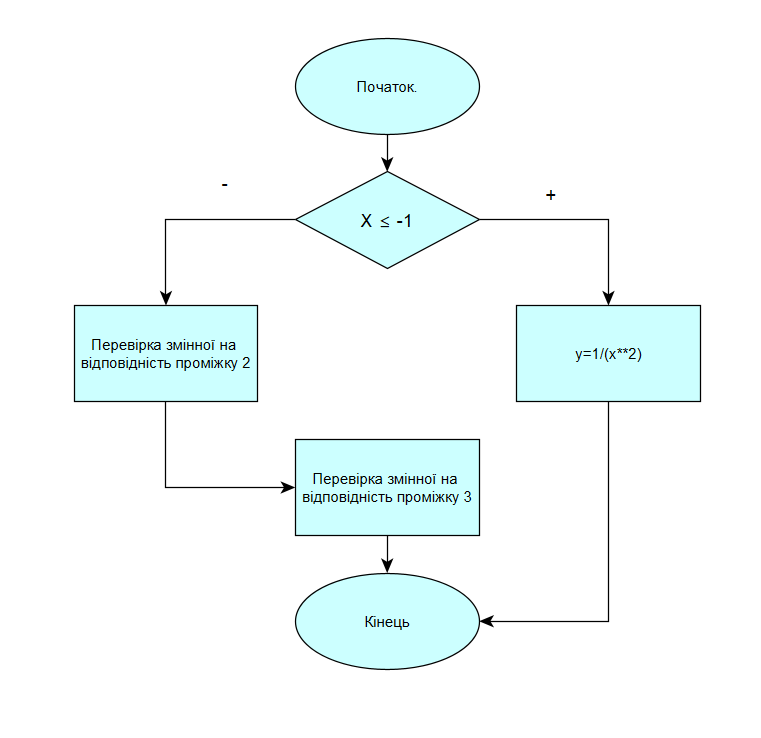 Початок.
-
+
X ≤ -1
Перевірка змінної на
відповідність проміжку 2
y=1/(x**2)
Перевірка змінної на
відповідність проміжку 3
Кінець